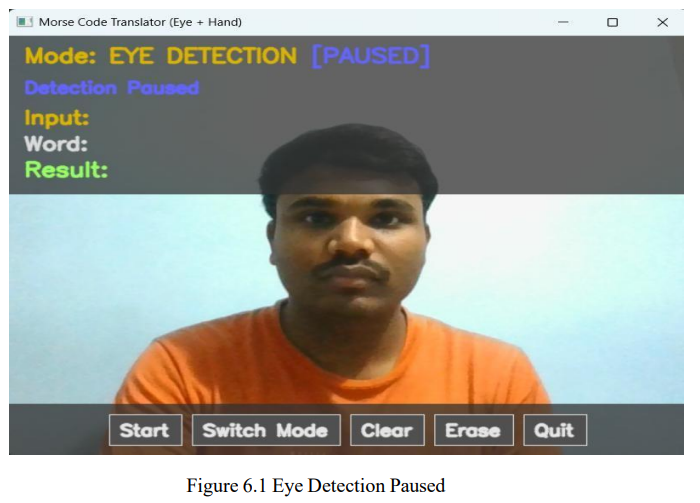 Morse Code Translator (Eye + Hand)
Mode: EYE DETECTION [PAUSED]
Detection Paused
Input:
Word:
Result:
Start Switch Mode Clear Erase Quit
Figure 6.1 Eye Detection Paused